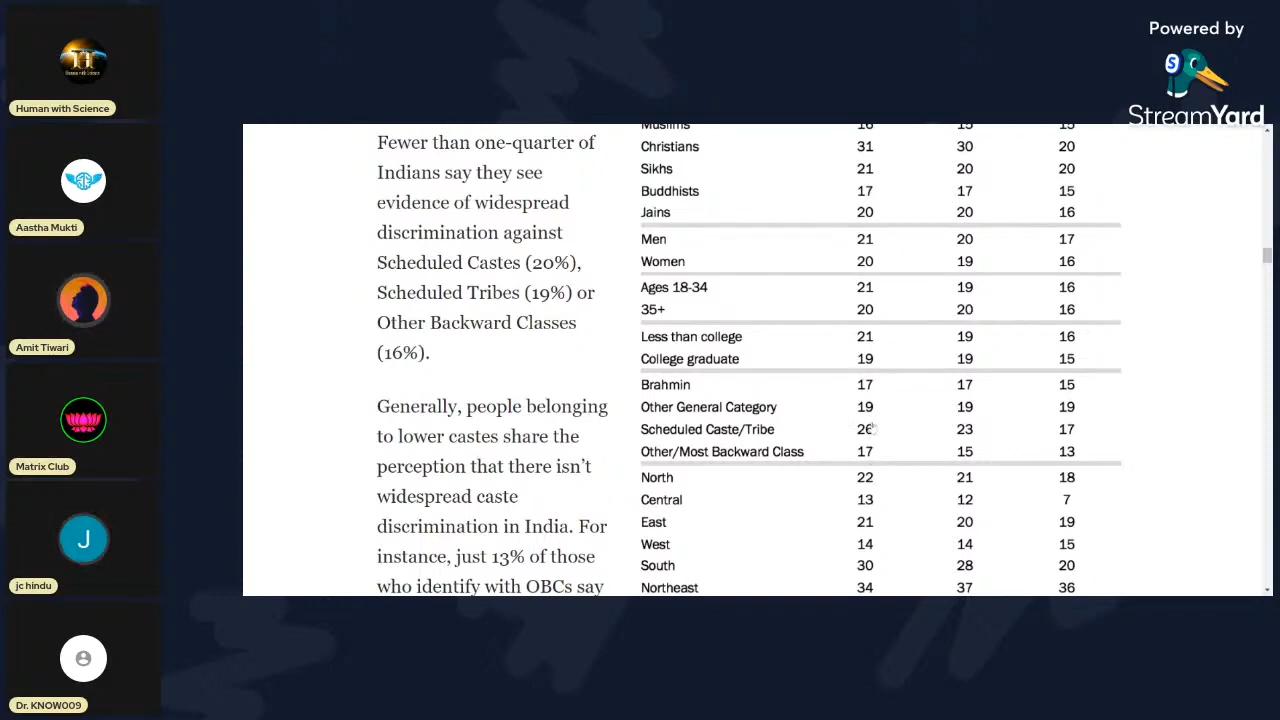 Powered by
StreamYard
Human with Science
Aastha Mukti
Amit Tiwari
Matrix Club
J
jc hindu
Dr. KNOW009
Fewer than one-quarter of
Indians say they see
evidence of widespread
discrimination against
Scheduled Castes (20%),
Scheduled Tribes (19%) or
Other Backward Classes
(16%).
Generally, people belonging
to lower castes share the
perception that there isn't
widespread caste
discrimination in India. For
instance, just 13% of those
who identify with OBCs say
Muslims 16 15 15
Christians 31 30 20
Sikhs 21 20 20
Buddhists 17 17 15
Jains 20 20 16
Men 21 20 17
Women 20 19 16
Ages 18-34 21 19 16
35+ 20 20 16
Less than college 21 19 16
College graduate 19 19 15
Brahmin 17 17 15
Other General Category 19 19 19
Scheduled Caste/Tribe 26 23 17
Other/Most Backward Class 17 15 13
North 22 21 18
Central 13 12 7
East 21 20 19
West 14 14 15
South 30 28 20
Northeast 34 37 36